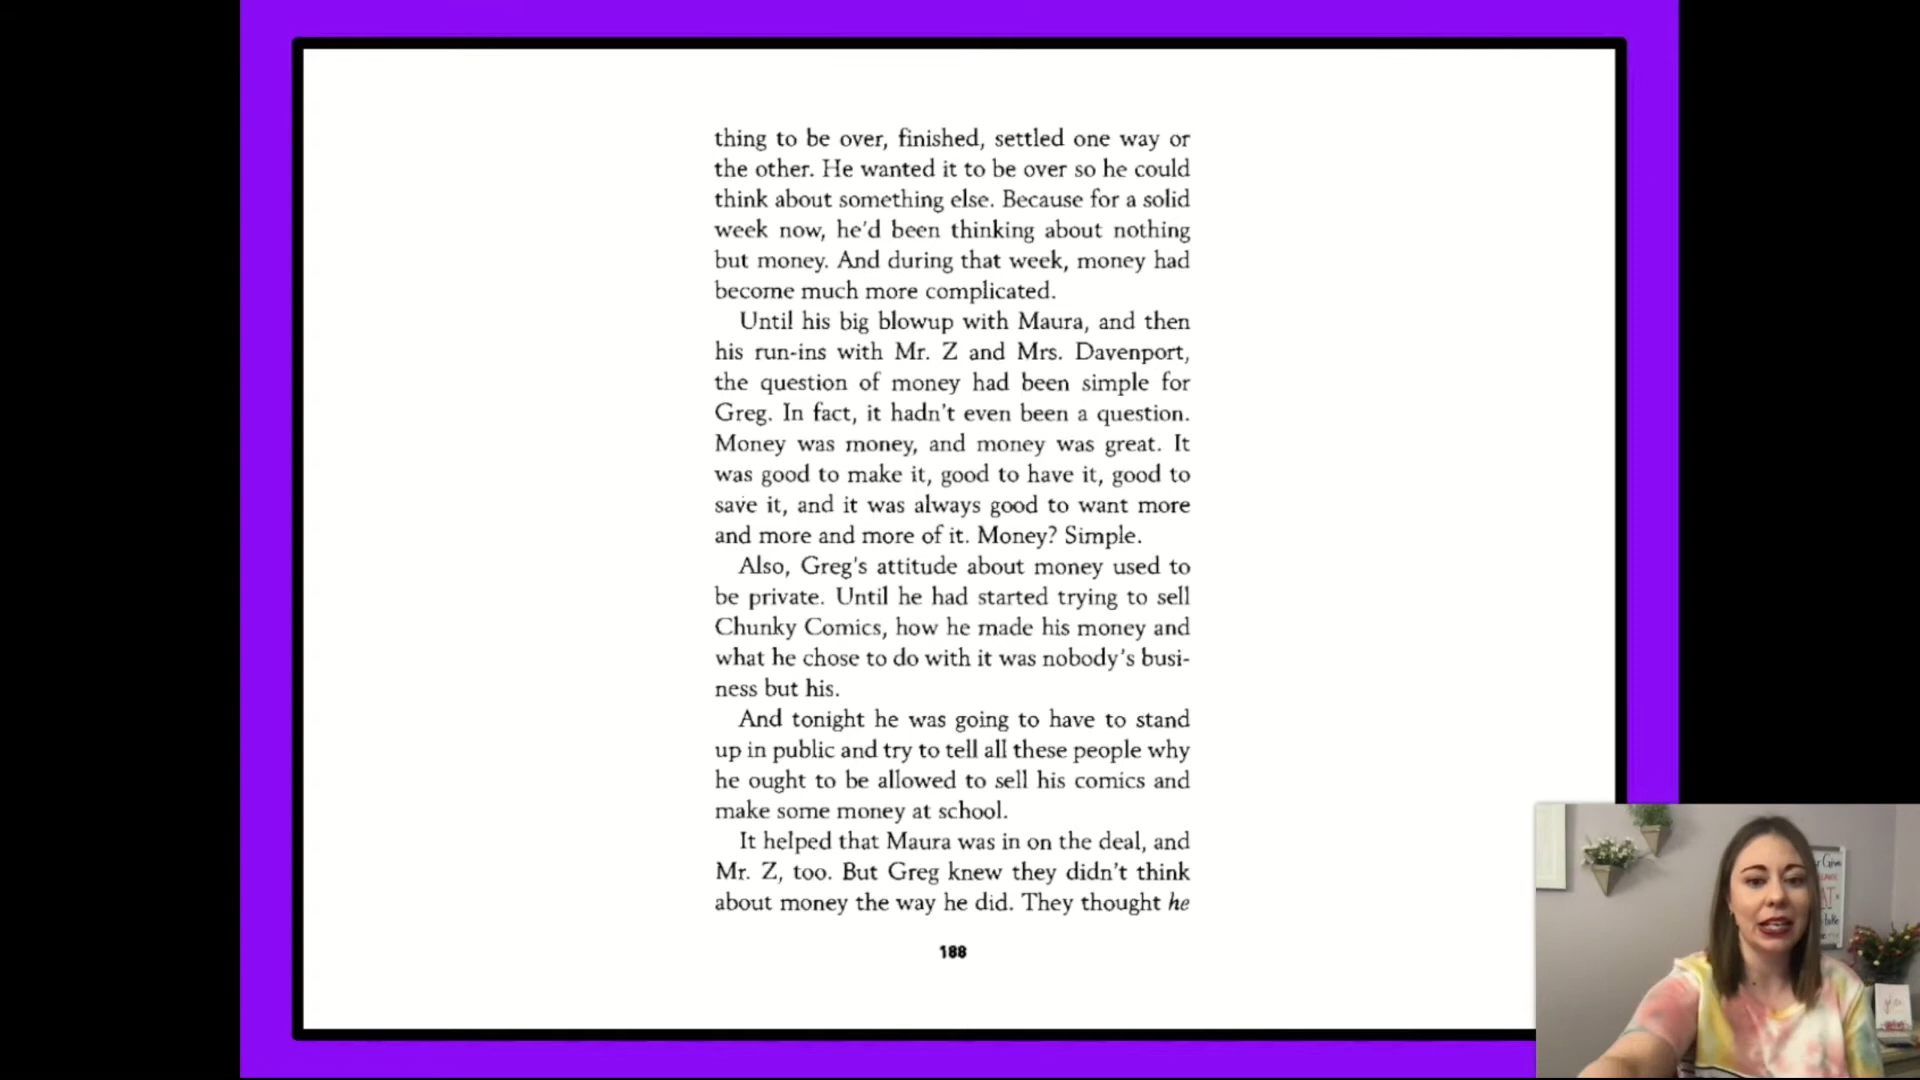 thing to be over, finished, settled one way or
the other. He wanted it to be over so he could
think about something else. Because for a solid
week now, he'd been thinking about nothing
but money. And during that week, money had
become much more complicated.
Until his big blowup with Maura, and then
his run-ins with Mr. Z and Mrs. Davenport,
the question of money had been simple for
Greg. In fact, it hadn't even been a question.
Money was money, and money was great. It
was good to make it, good to have it, good to
save it, and it was always good to want more
and more and more of it. Money? Simple.
Also, Greg's attitude about money used to
be private. Until he had started trying to sell
Chunky Comics, how he made his money and
what he chose to do with it was nobody's busi-
ness but his.
And tonight he was going to have to stand
up in public and try to tell all these people why
he ought to be allowed to sell his comics and
make some money at school.
It helped that Maura was in on the deal, and
Mr. Z, too. But Greg knew they didn't think
about money the way he did. They thought he
188